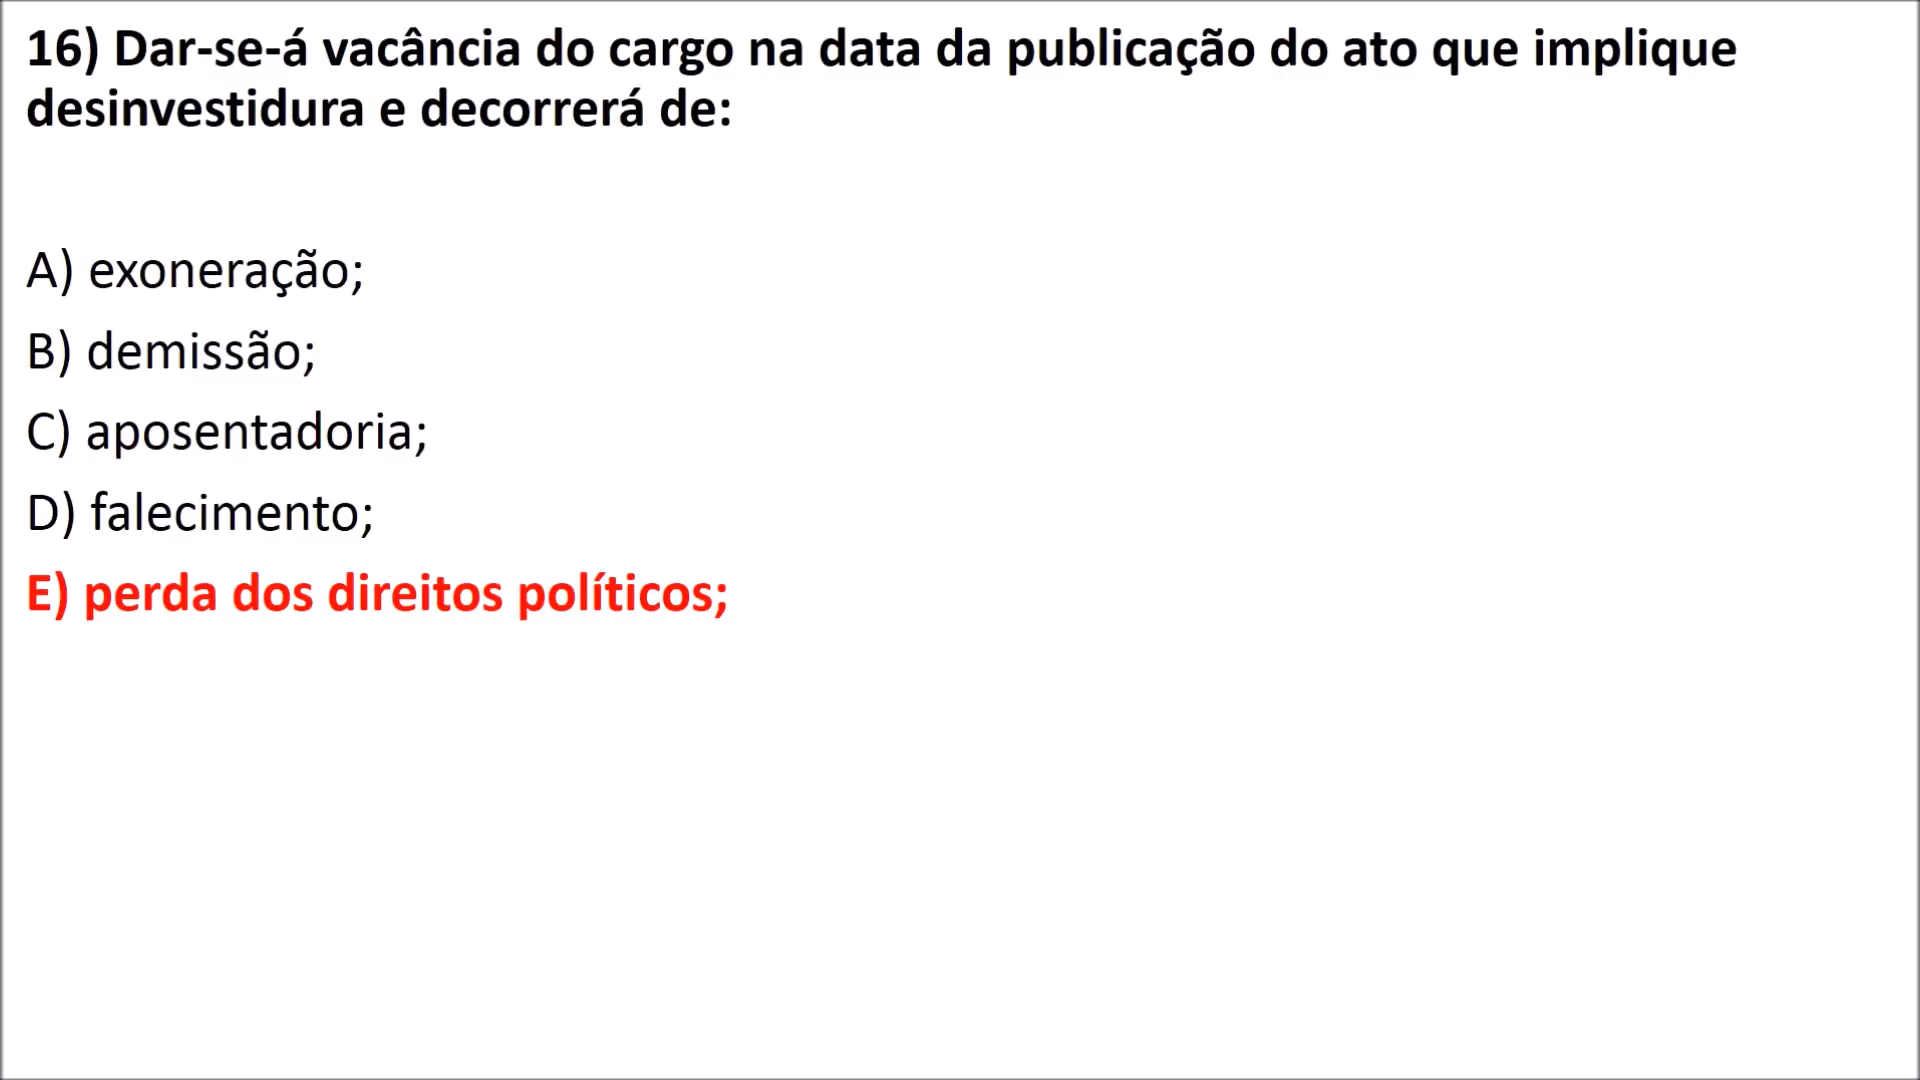 16) Dar-se-á vacância do cargo na data da publicação do ato que implique
desinvestidura e decorrerá de:
A) exoneração;
B) demissão;
C) aposentadoria;
D) falecimento;
E) perda dos direitos políticos;